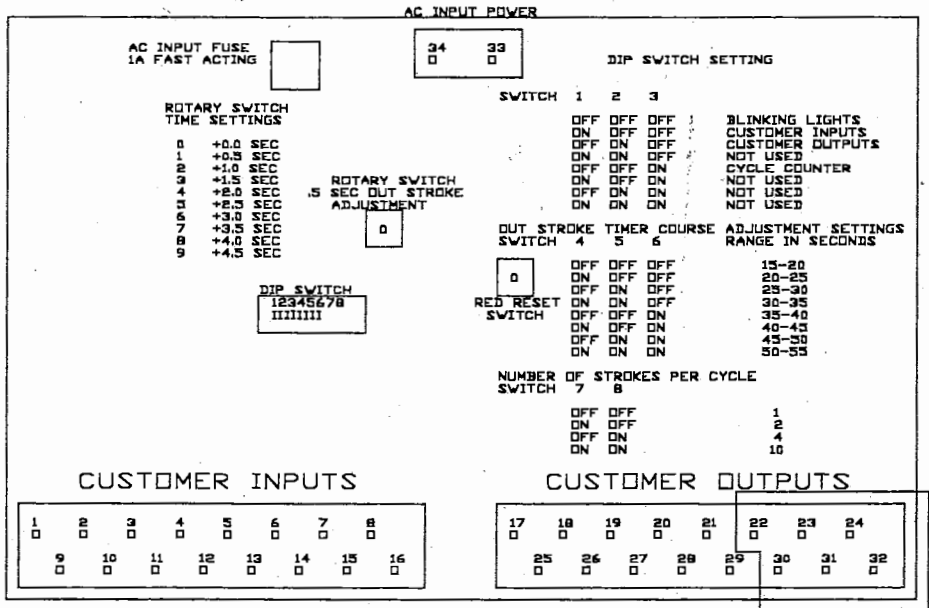 AC INPUT POWER
34 33
AC INPUT FUSE
1A FAST ACTING
DIP SWITCH SETTING
SWITCH 1 2 3
OFF OFF OFF BLINKING LIGHTS
ON OFF OFF CUSTOMER INPUTS
OFF ON OFF CUSTOMER OUTPUTS
ON ON OFF NOT USED
OFF OFF ON CYCLE COUNTER
ON OFF ON NOT USED
OFF ON ON NOT USED
ON ON ON NOT USED
ROTARY SWITCH
TIME SETTINGS
0 +0.0 SEC
1 +0.5 SEC
2 +1.0 SEC
3 +1.5 SEC
4 +2.0 SEC
5 +2.5 SEC
6 +3.0 SEC
7 +3.5 SEC
8 +4.0 SEC
9 +4.5 SEC
ROTARY SWITCH
.5 SEC OUT STROKE
ADJUSTMENT
0
OUT STROKE TIMER COURSE ADJUSTMENT SETTINGS
SWITCH 4 5 6 RANGE IN SECONDS
OFF OFF OFF 15-20
ON OFF OFF 20-25
OFF ON OFF 25-30
ON ON OFF 30-35
OFF OFF ON 35-40
ON OFF ON 40-45
OFF ON ON 45-50
ON ON ON 50-55
0
RED RESET
SWITCH
DIP SWITCH
12345678
IIIIIIII
NUMBER OF STROKES PER CYCLE
SWITCH 7 8
OFF OFF 1
ON OFF 2
OFF ON 4
ON ON 10
CUSTOMER INPUTS
1 2 3 4 5 6 7 8
9 10 11 12 13 14 15 16
CUSTOMER OUTPUTS
17 18 19 20 21 22 23 24
25 26 27 28 29 30 31 32